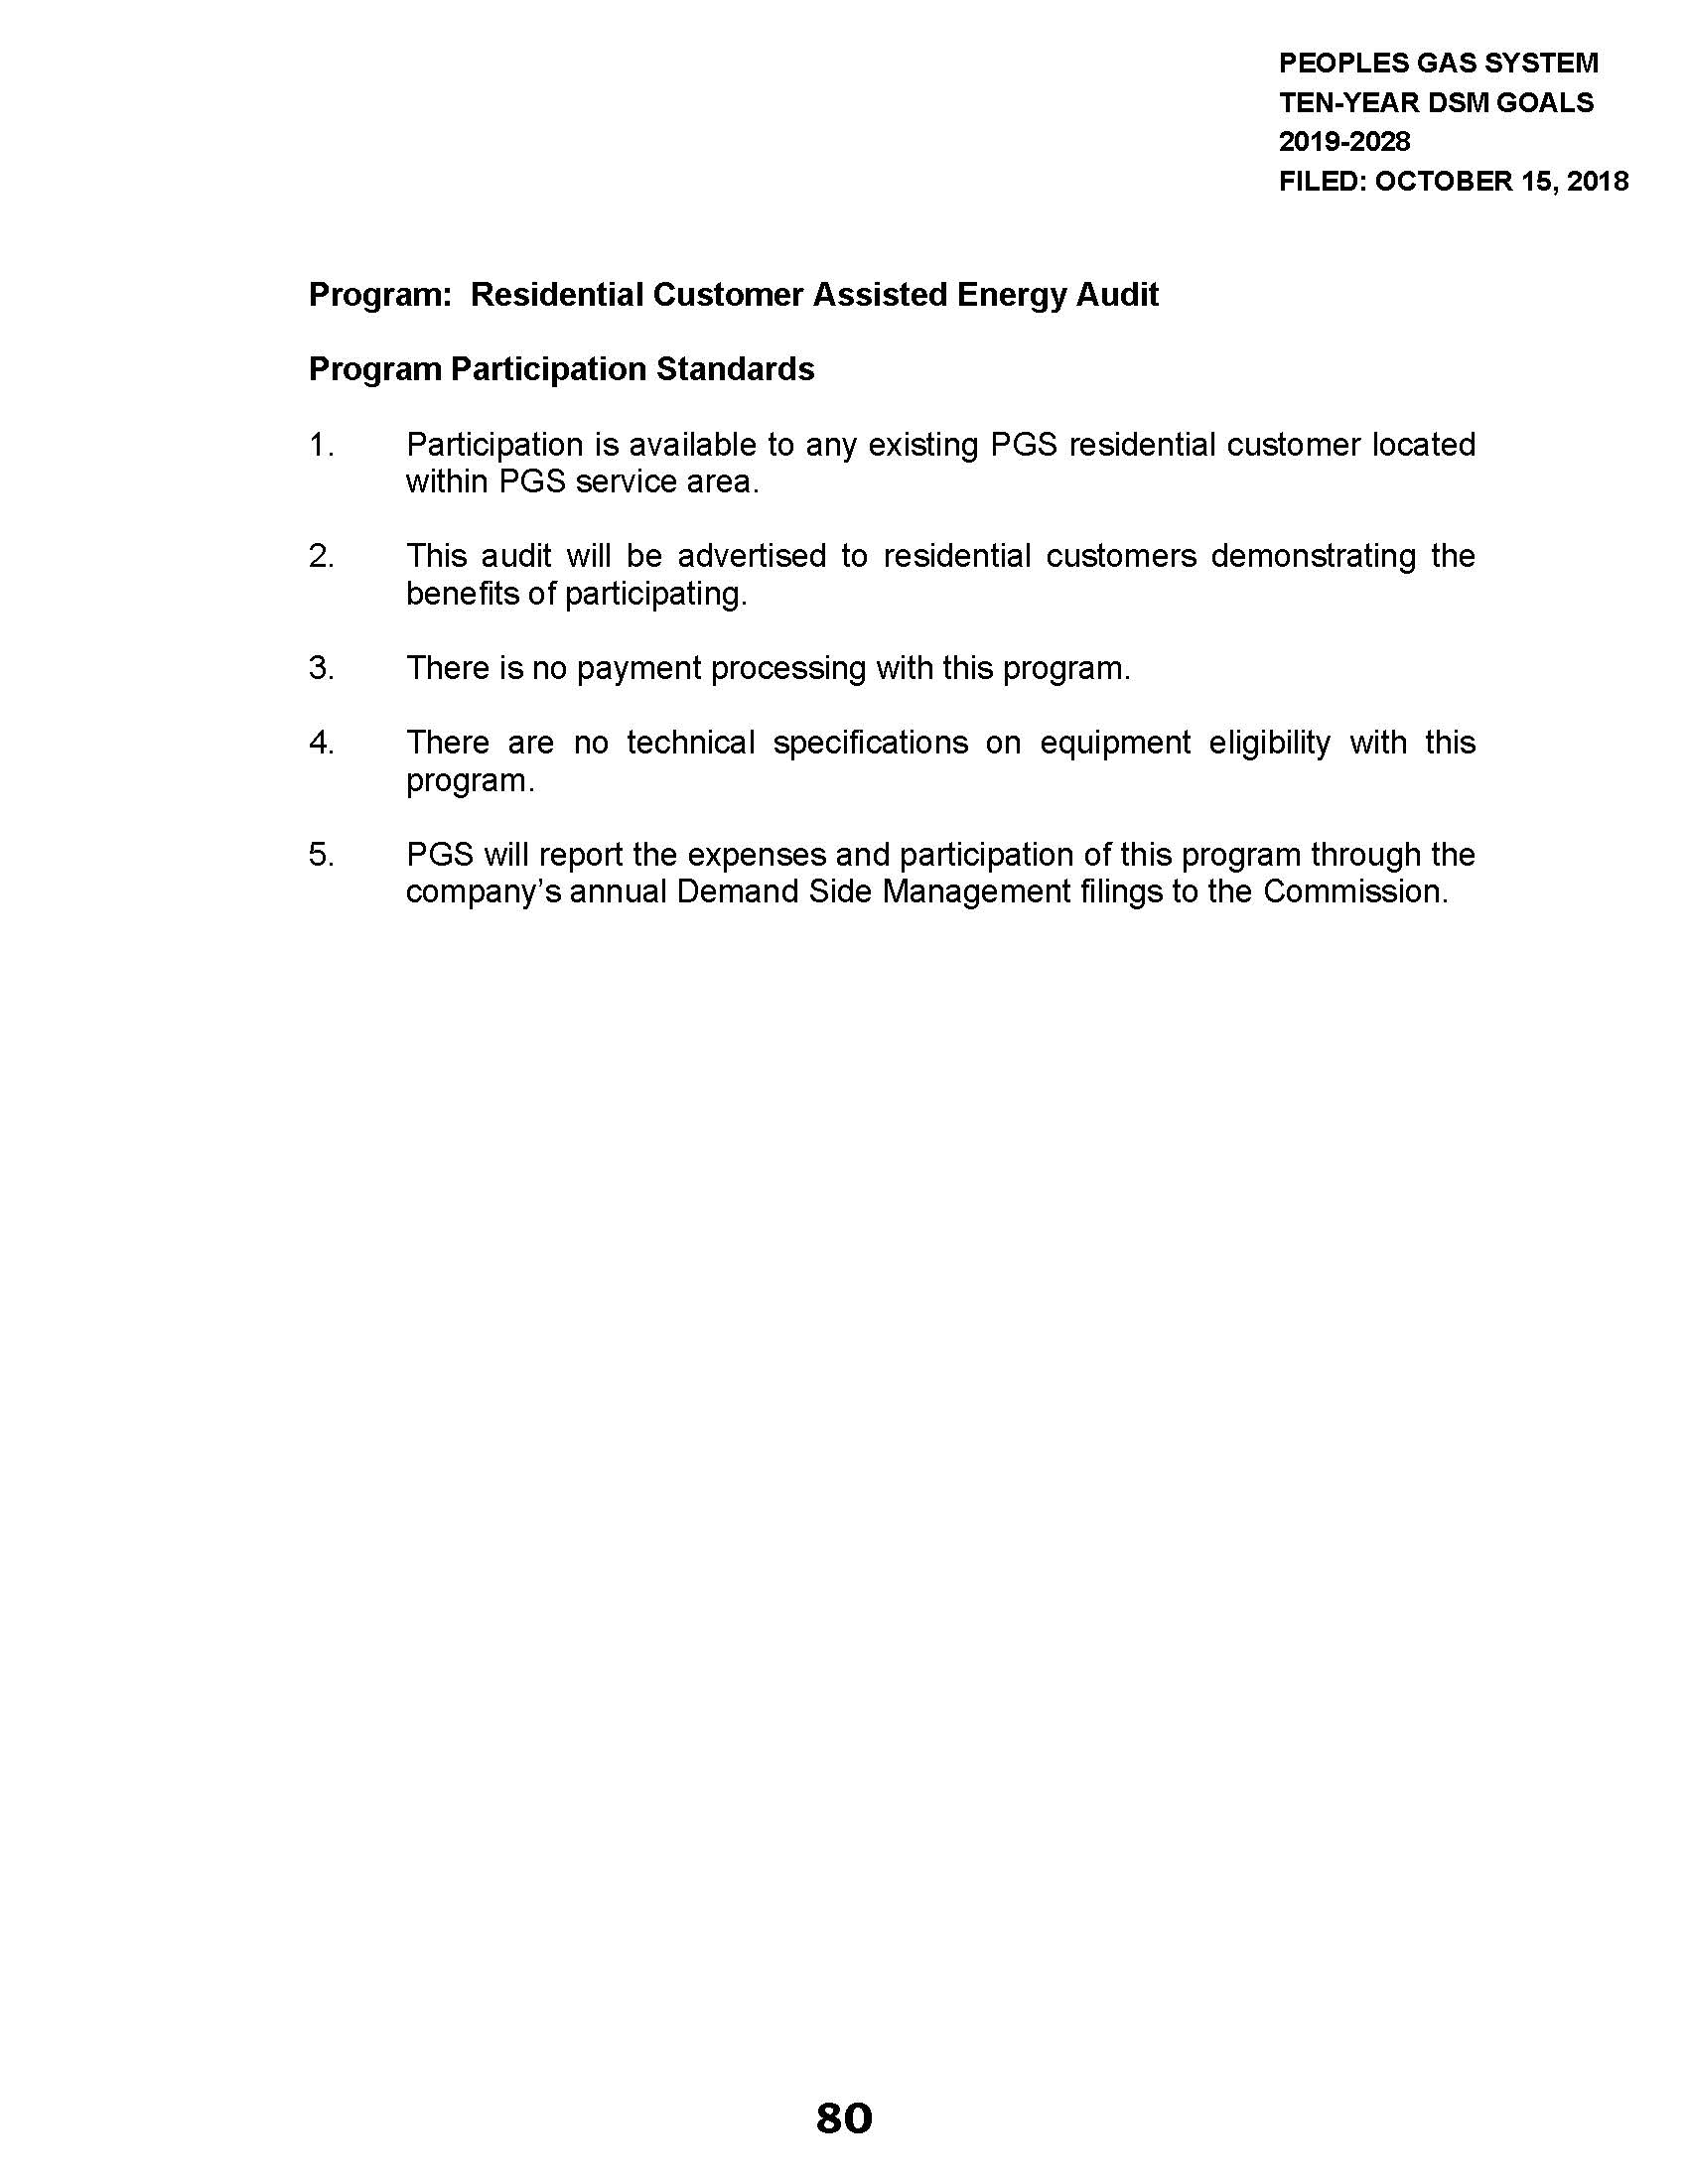 PEOPLES GAS SYSTEM
TEN-YEAR DSM GOALS
2019-2028
FILED: OCTOBER 15, 2018
Program:  Residential Customer Assisted Energy Audit
Program Participation Standards
1. Participation is available to any existing PGS residential customer located
within PGS service area.
2. This audit will be advertised to residential customers demonstrating the
benefits of participating.
3. There is no payment processing with this program.
4. There are no technical specifications on equipment eligibility with this
program.
5. PGS will report the expenses and participation of this program through the
company’s annual Demand Side Management filings to the Commission.
80